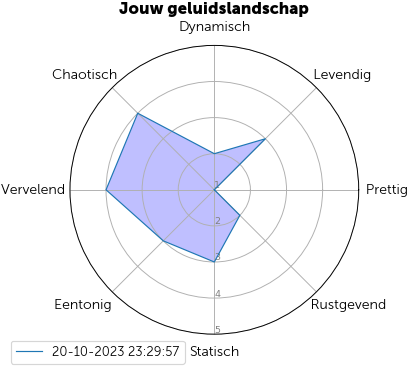 Jouw geluidslandschap
Dynamisch
Chaotisch
Levendig
Vervelend
Prettig
1
2
3
4
5
Eentonig
Rustgevend
Statisch
20-10-2023 23:29:57